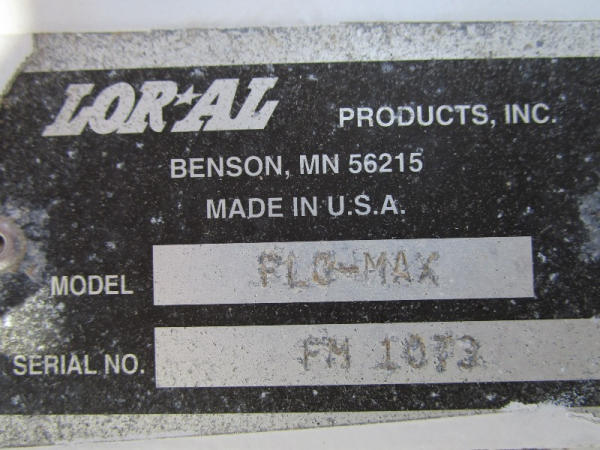 LOR★AL PRODUCTS, INC.
BENSON, MN 56215
MADE IN U.S.A.
MODEL FLO-MAX
SERIAL NO. FM 1073